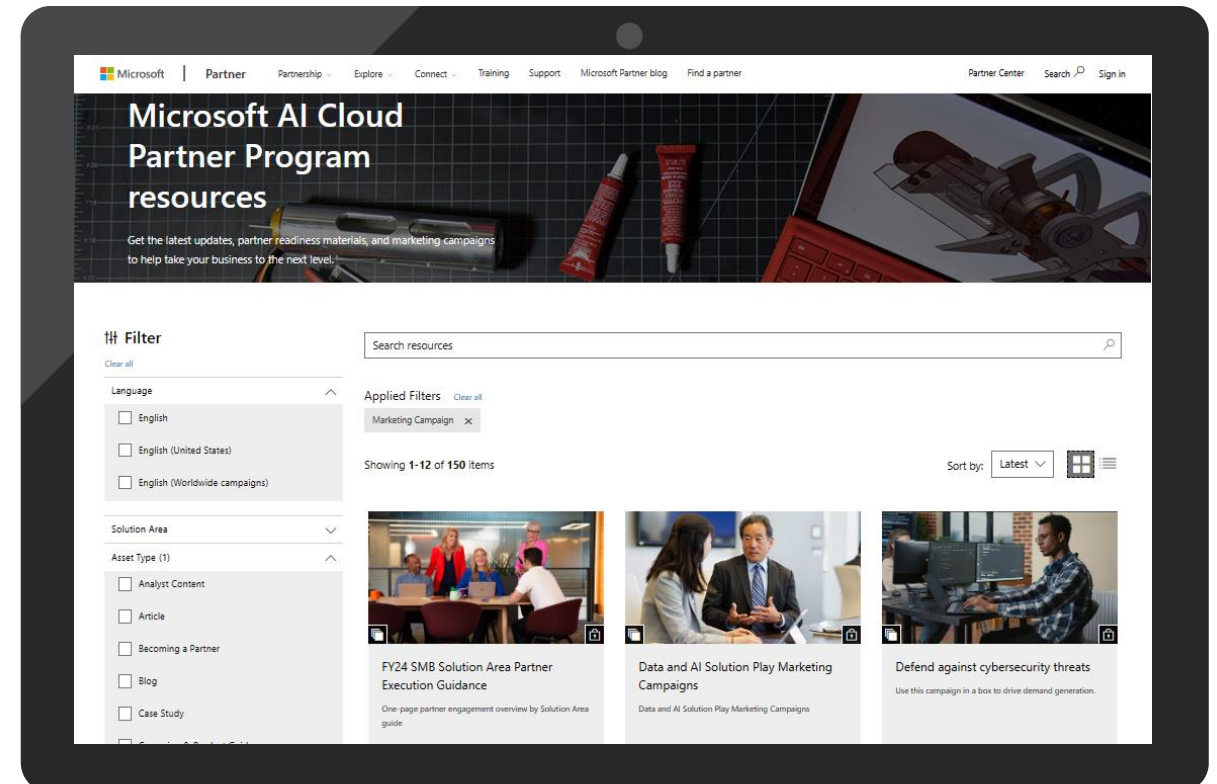 Microsoft | Partner Partnership Explore Connect Training Support Microsoft Partner blog Find a partner Partner Center Search Sign in
Microsoft AI Cloud
Partner Program
resources
Get the latest updates, partner readiness materials, and marketing campaigns
to help take your business to the next level.
Filter
Clear all
Language
English
English (United States)
English (Worldwide campaigns)
Solution Area
Asset Type (1)
Analyst Content
Article
Becoming a Partner
Blog
Case Study
Search resources
Applied Filters Clear all
Marketing Campaign
Showing 1-12 of 150 items
Sort by: Latest
FY24 SMB Solution Area Partner
Execution Guidance
One-page partner engagement overview by Solution Area
guide
Data and AI Solution Play Marketing
Campaigns
Data and AI Solution Play Marketing Campaigns
Defend against cybersecurity threats
Use this campaign in a box to drive demand generation.